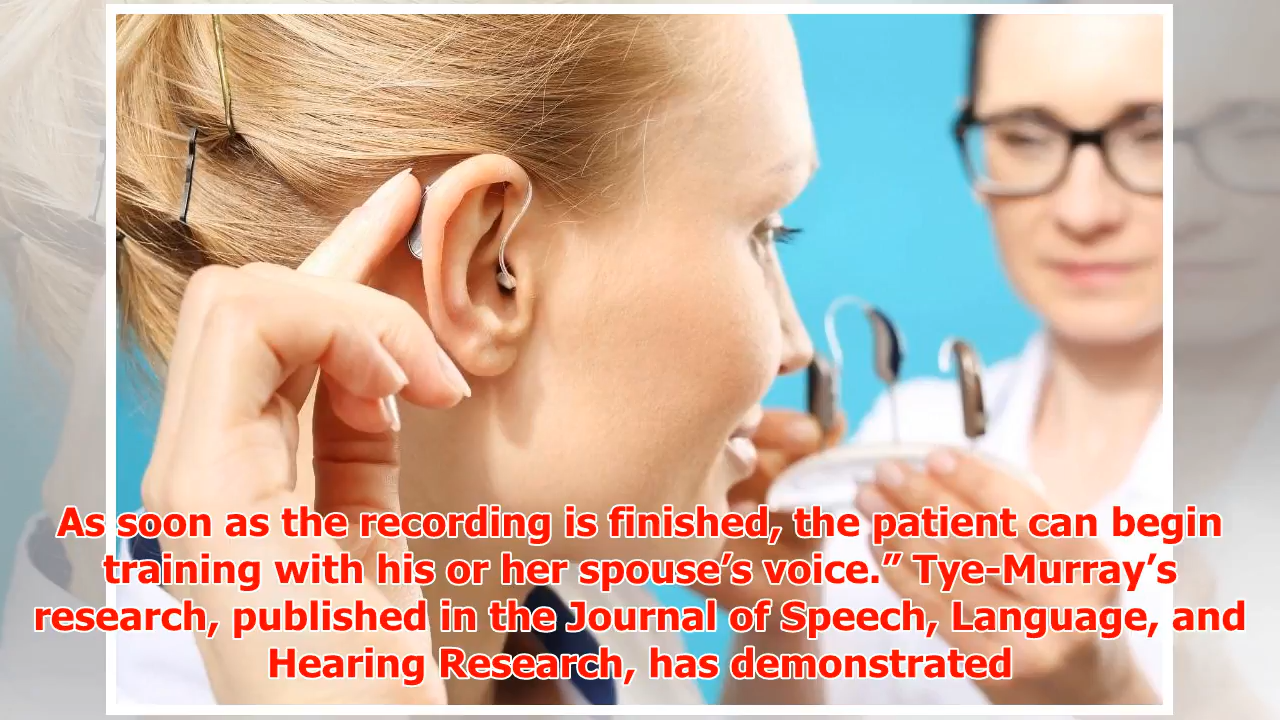 As soon as the recording is finished, the patient can begin
training with his or her spouse’s voice.” Tye-Murray’s
research, published in the Journal of Speech, Language, and
Hearing Research, has demonstrated